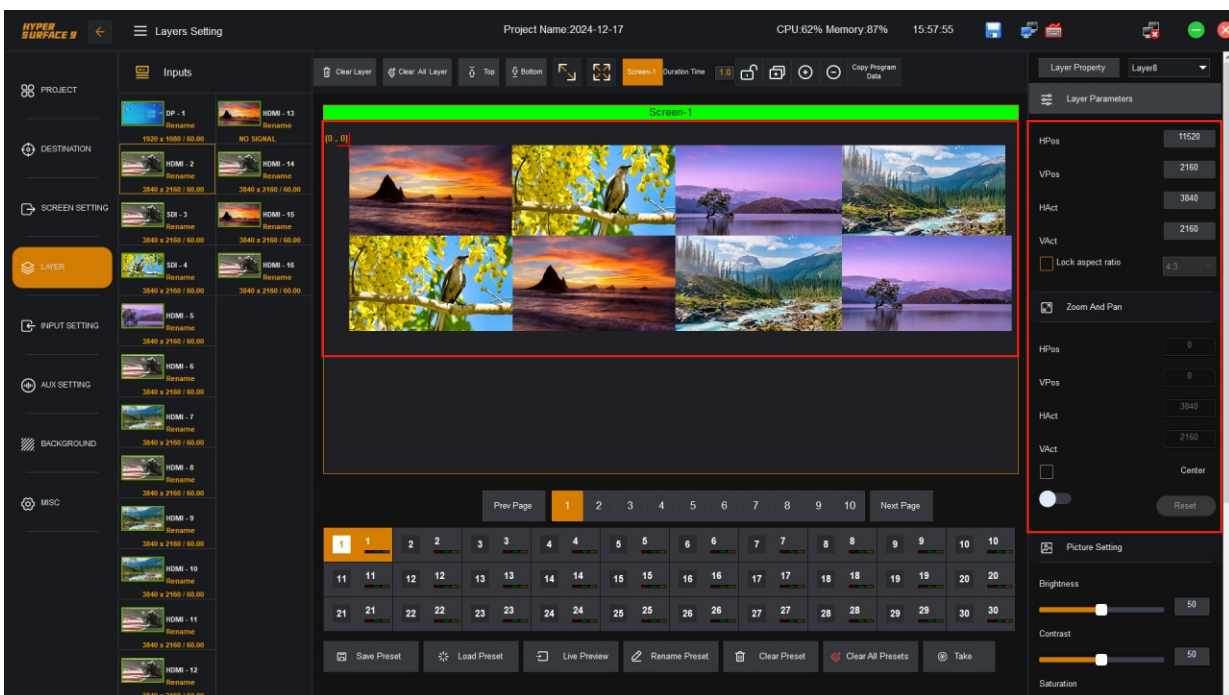 HYPER
SURFACE 9
Layers Setting
Project Name:2024-12-17
CPU:62% Memory:87%
15:57:55
PROJECT
DESTINATION
SCREEN SETTING
LAYER
INPUT SETTING
AUX SETTING
BACKGROUND
MISC
Inputs
DP - 1
Rename
1920 x 1080 / 60.00
HDMI - 13
Rename
NO SIGNAL
HDMI - 2
Rename
3840 x 2160 / 60.00
HDMI - 14
Rename
3840 x 2160 / 60.00
SDI - 3
Rename
3840 x 2160 / 60.00
HDMI - 15
Rename
3840 x 2160 / 60.00
SDI - 4
Rename
3840 x 2160 / 60.00
HDMI - 16
Rename
3840 x 2160 / 60.00
HDMI - 5
Rename
3840 x 2160 / 60.00
HDMI - 6
Rename
3840 x 2160 / 60.00
HDMI - 7
Rename
3840 x 2160 / 60.00
HDMI - 8
Rename
3840 x 2160 / 60.00
HDMI - 9
Rename
3840 x 2160 / 60.00
HDMI - 10
Rename
3840 x 2160 / 60.00
HDMI - 11
Rename
3840 x 2160 / 60.00
HDMI - 12
Rename
Clear Layer
Clear All Layer
Top
Bottom
Screen-1
Duration Time
1.0
Copy Program
Data
Screen-1
[0 , 0]
Prev Page
1 2 3 4 5 6 7 8 9 10
Next Page
1 1 2 2 3 3 4 4 5 5 6 6 7 7 8 8 9 9 10 10
11 11 12 12 13 13 14 14 15 15 16 16 17 17 18 18 19 19 20 20
21 21 22 22 23 23 24 24 25 25 26 26 27 27 28 28 29 29 30 30
Save Preset
Load Preset
Live Preview
Rename Preset
Clear Preset
Clear All Presets
Take
Layer Property
Layer8
Layer Parameters
HPos 11520
VPos 2160
HAct 3840
VAct 2160
Lock aspect ratio 4:3
Zoom And Pan
HPos 0
VPos 0
HAct 3840
VAct 2160
Center
Reset
Picture Setting
Brightness
50
Contrast
50
Saturation